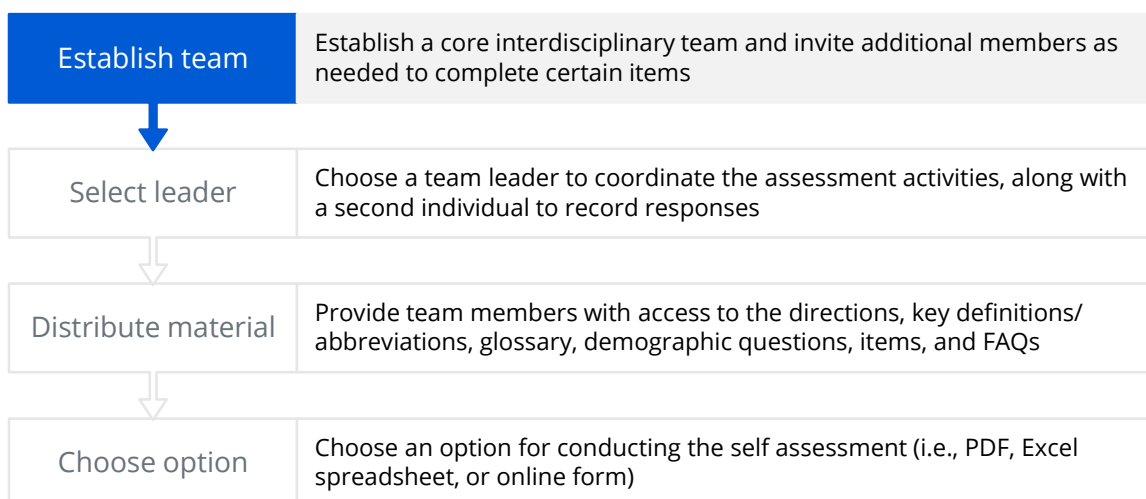 Establish team
Establish a core interdisciplinary team and invite additional members as
needed to complete certain items
Select leader
Choose a team leader to coordinate the assessment activities, along with
a second individual to record responses
Distribute material
Provide team members with access to the directions, key definitions/
abbreviations, glossary, demographic questions, items, and FAQs
Choose option
Choose an option for conducting the self assessment (i.e., PDF, Excel
spreadsheet, or online form)